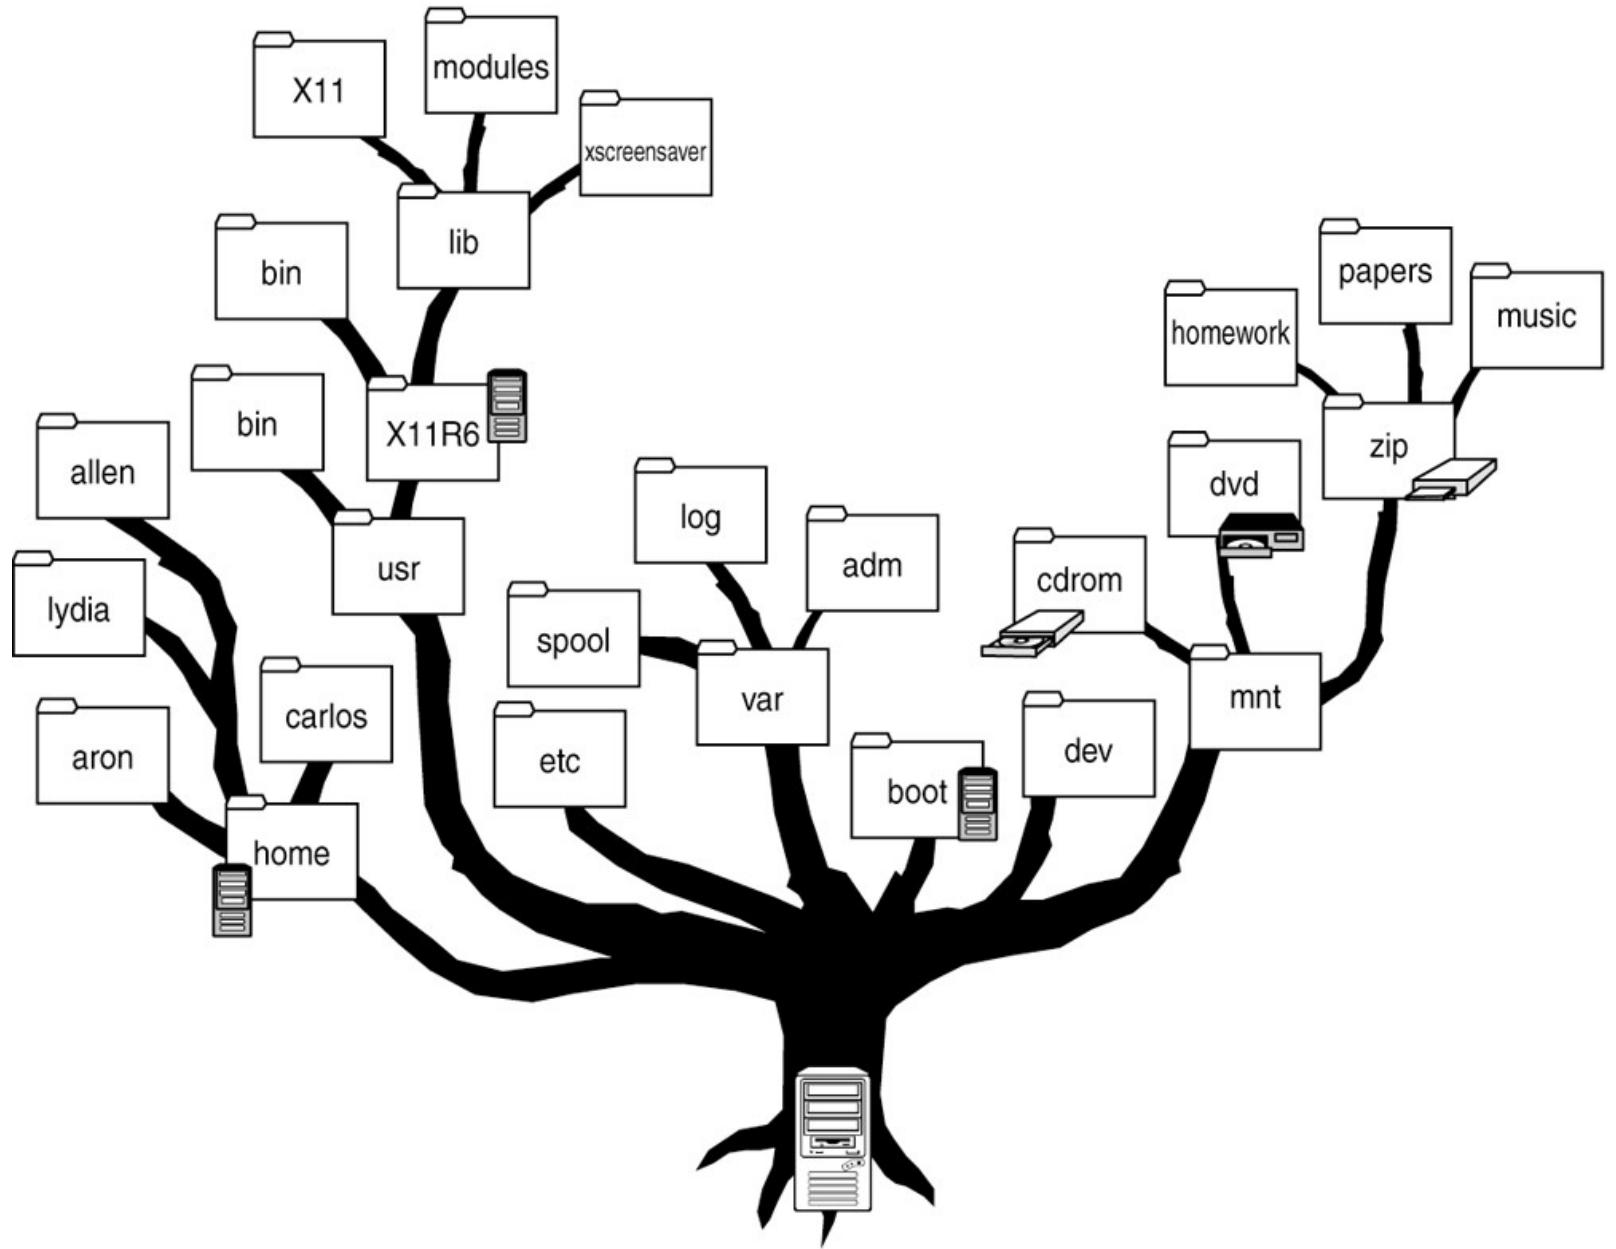 modules
X11
xscreensaver
lib
bin
papers
music
homework
X11R6
bin
zip
allen
dvd
log
usr
adm
cdrom
lydia
spool
var
mnt
carlos
dev
aron
etc
boot
home